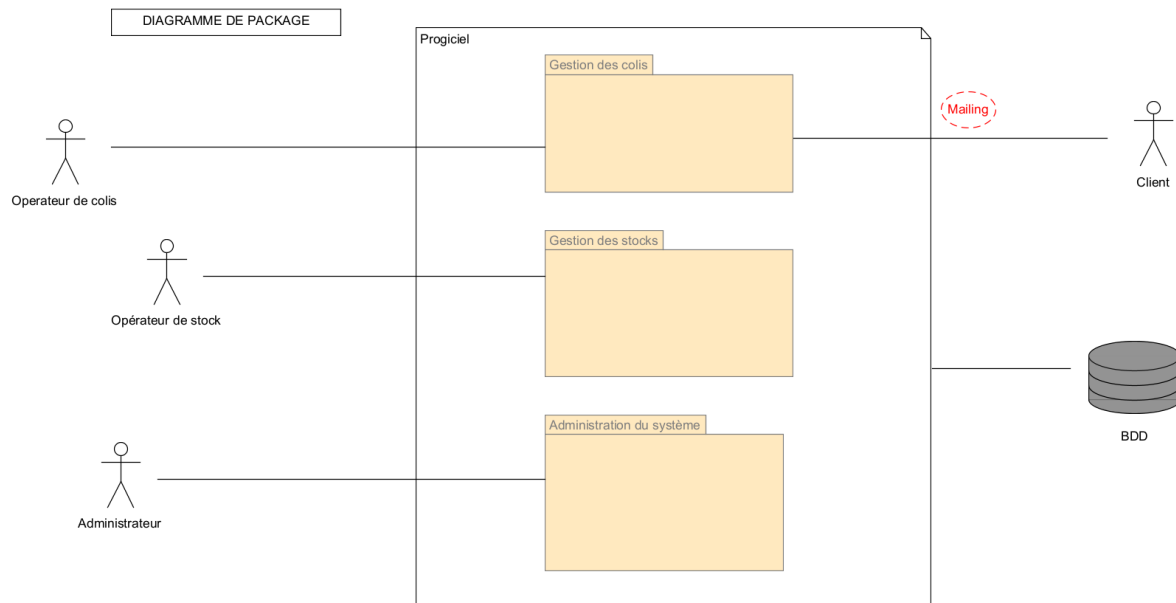 DIAGRAMME DE PACKAGE
Progiciel
Gestion des colis
Mailing
Operateur de colis
Client
Gestion des stocks
Opérateur de stock
Administration du système
BDD
Administrateur